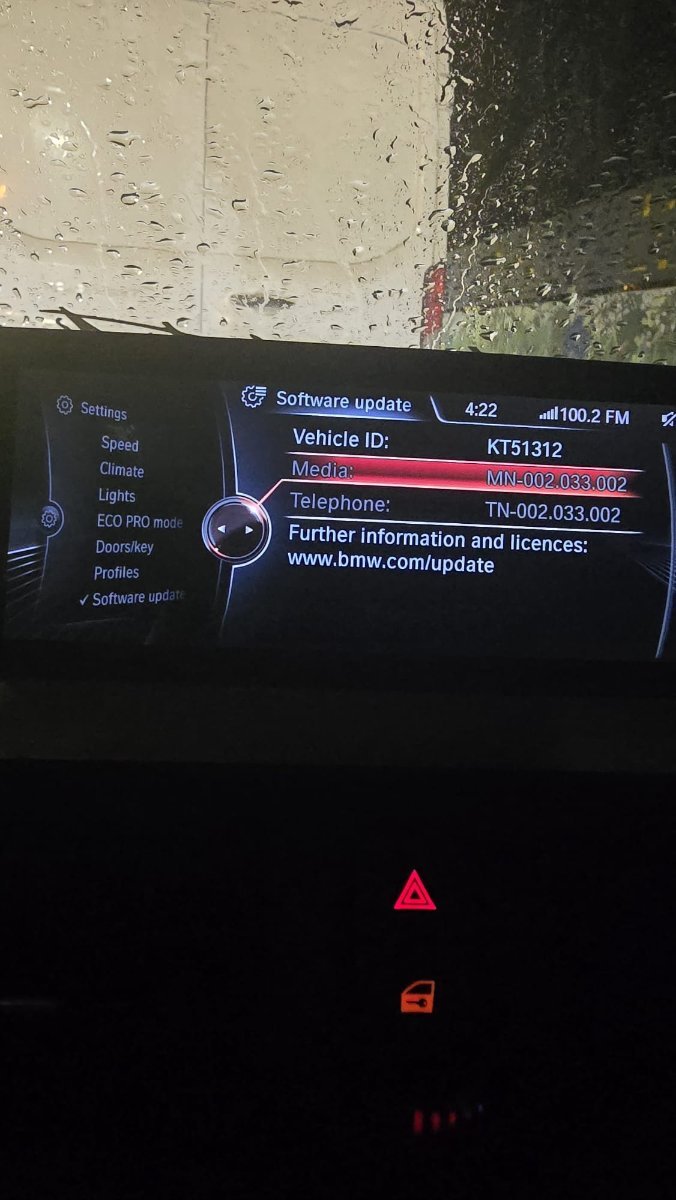 Settings
Speed
Climate
Lights
ECO PRO mode
Doors/key
Profiles
✓ Software update
Software update
4:22
100.2 FM
Vehicle ID: KT51312
Media: MN-002.033.002
Telephone: TN-002.033.002
Further information and licences:
www.bmw.com/update